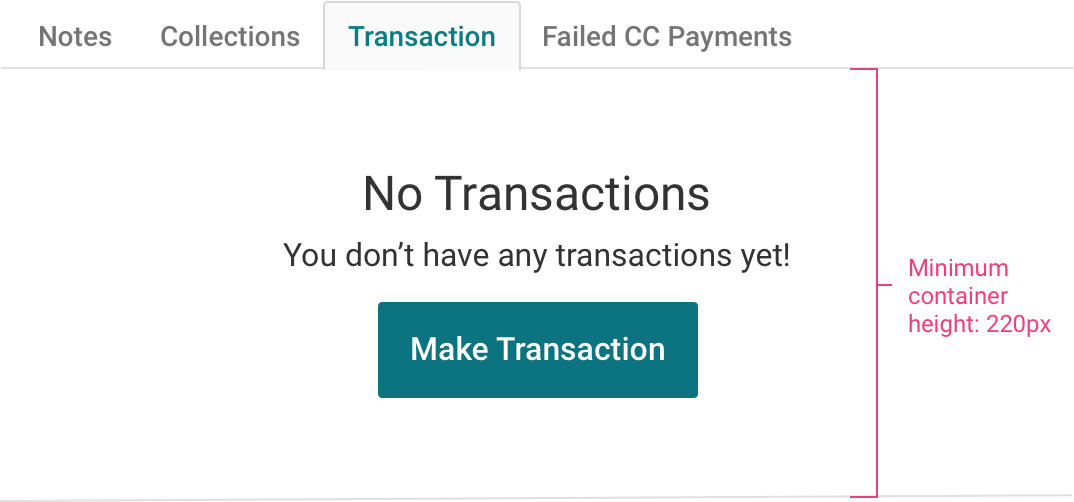 Notes Collections Transaction Failed CC Payments
No Transactions
You don’t have any transactions yet!
Make Transaction
Minimum
container
height: 220px